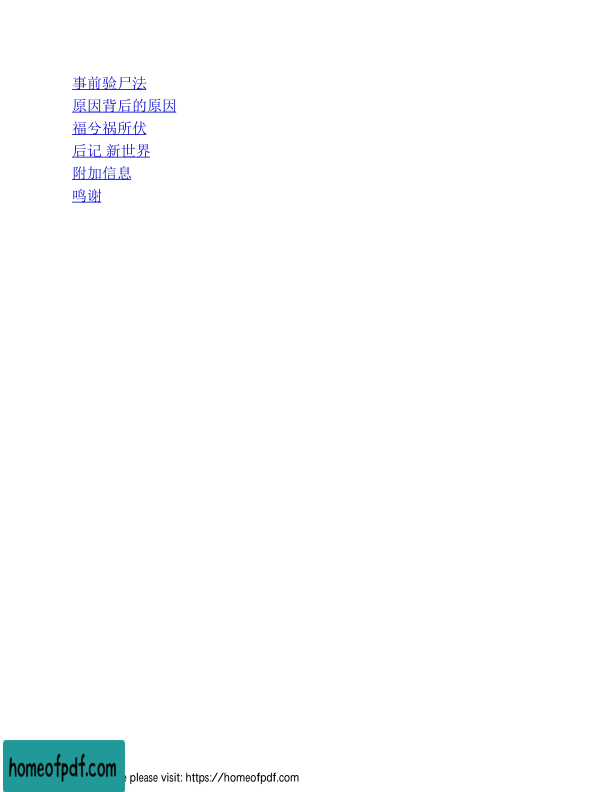 事前验尸法
原因背后的原因
福兮祸所伏
后记 新世界
附加信息
鸣谢
homeofpdf.com
please visit: https://homeofpdf.com